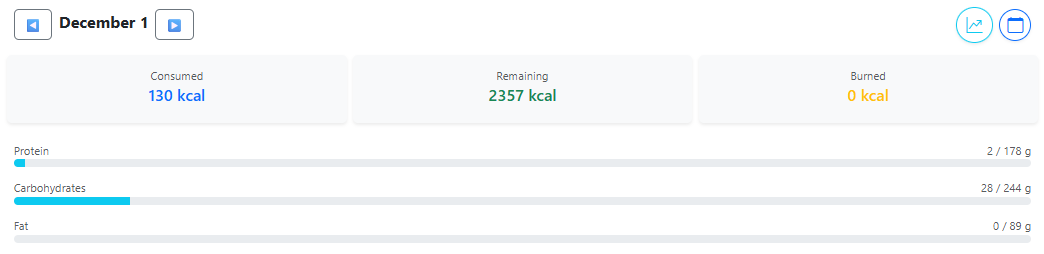 December 1
Consumed
130 kcal
Remaining
2357 kcal
Burned
0 kcal
Protein 2 / 178 g
Carbohydrates 28 / 244 g
Fat 0 / 89 g